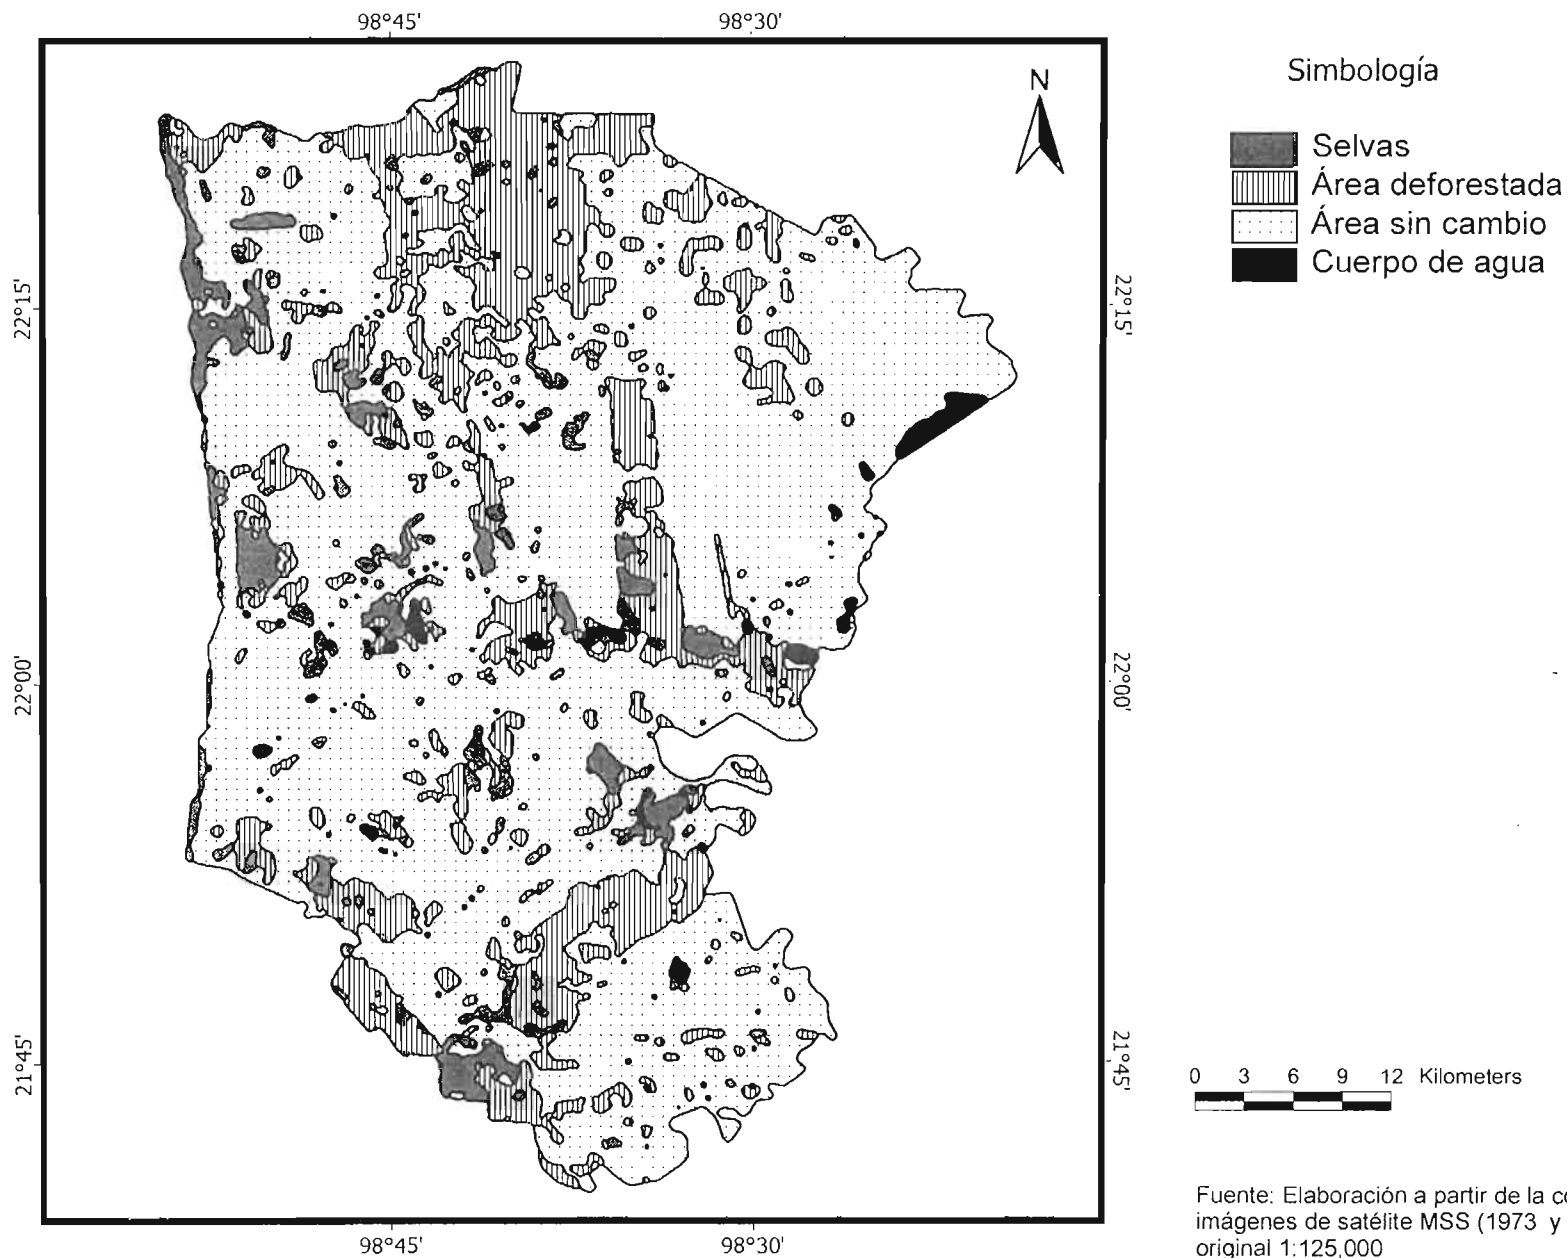 98°45' 98°30'
N
Simbología
Selvas
Área deforestada
Área sin cambio
Cuerpo de agua
22°15' 22°15'
22°00' 22°00'
21°45' 21°45'
0 3 6 9 12 Kilometers
Fuente: Elaboración a partir de la
imágenes de satélite MSS (1973 y
original 1:125,000
98°45' 98°30'